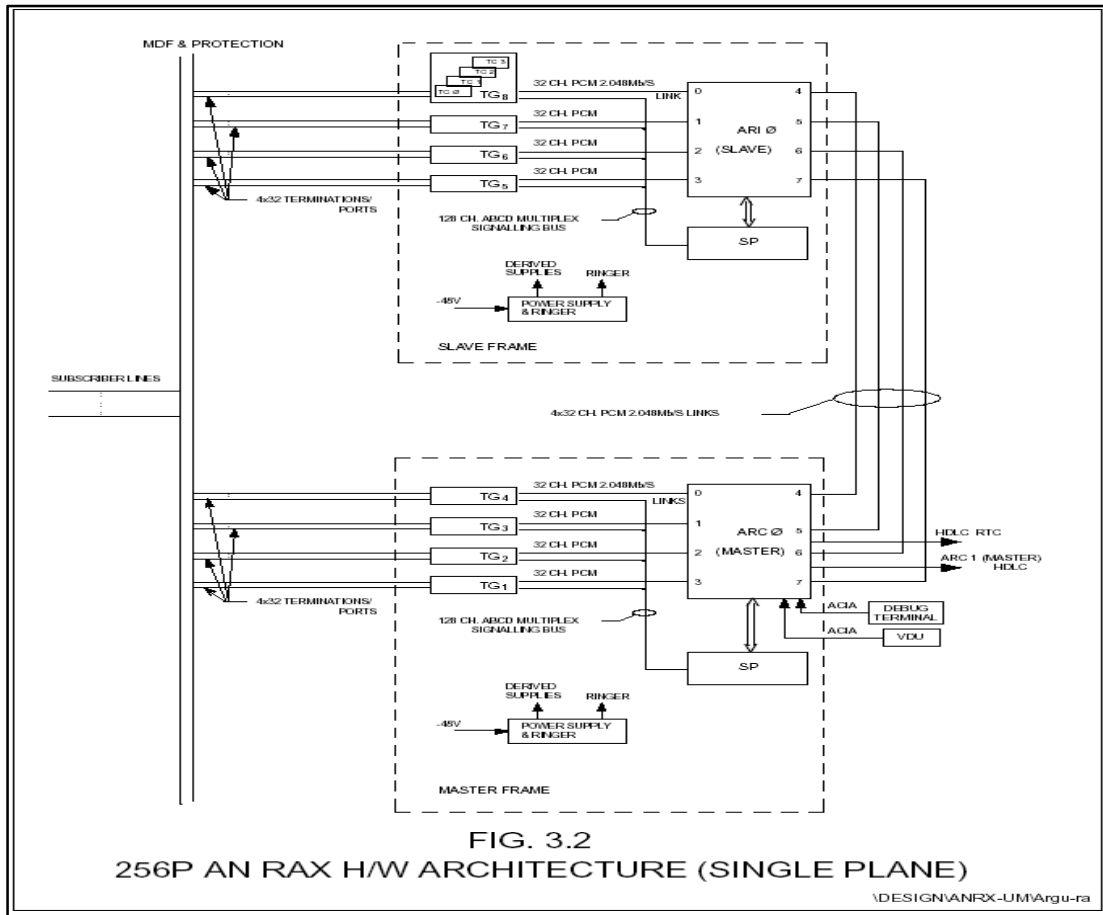 MDF & PROTECTION
TC 3
TC 2
TC 1
TC Ø
TG8
32 CH. PCM 2.048Mb/S
LINK
TG7
32 CH. PCM
TG6
32 CH. PCM
TG5
32 CH. PCM
0
1
2
3
4
5
6
7
ARI Ø
(SLAVE)
4x32 TERMINATIONS/
PORTS
128 CH. ABCD MULTIPLEX
SIGNALLING BUS
SP
DERIVED
SUPPLIES
RINGER
-48V
POWER SUPPLY
& RINGER
SLAVE FRAME
SUBSCRIBER LINES
4x32 CH. PCM 2.048Mb/S LINKS
TG4
32 CH. PCM 2.048Mb/S
LINKS
TG3
32 CH. PCM
TG2
32 CH. PCM
TG1
32 CH. PCM
0
1
2
3
4
5
6
7
ARC Ø
(MASTER)
HDLC RTC
ARC 1 (MASTER)
HDLC
4x32 TERMINATIONS/
PORTS
128 CH. ABCD MULTIPLEX
SIGNALLING BUS
ACIA
DEBUG
TERMINAL
ACIA
VDU
SP
DERIVED
SUPPLIES
RINGER
-48V
POWER SUPPLY
& RINGER
MASTER FRAME
FIG. 3.2
256P AN RAX H/W ARCHITECTURE (SINGLE PLANE)
\DESIGN\ANRX-UM\Argu-ra